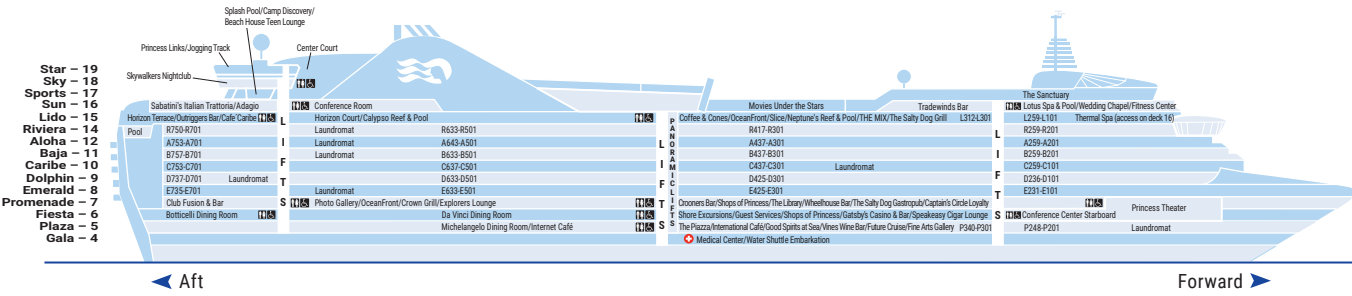 Splash Pool/Camp Discovery/
Beach House Teen Lounge
Princess Links/Jogging Track
Center Court
Skywalkers Nightclub
Star – 19
Sky – 18
Sports – 17
The Sanctuary
Sun – 16 Sabatini's Italian Trattoria/Adagio Conference Room Movies Under the Stars Tradewinds Bar Lotus Spa & Pool/Wedding Chapel/Fitness Center
Lido – 15 Horizon Terrace/Outriggers Bar/Cafe´Caribe Horizon Court/Calypso Reef & Pool Coffee & Cones/OceanFront/Slice/Neptune's Reef & Pool/THE MIX/The Salty Dog Grill L312-L301 L259-L101 Thermal Spa (access on deck 16)
Riviera – 14 Pool R750-R701 Laundromat R633-R501 R417-R301 R259-R201
Aloha – 12 A753-A701 Laundromat A643-A501 A437-A301 A259-A201
Baja – 11 B757-B701 Laundromat B633-B501 B437-B301 B259-B201
Caribe – 10 C753-C701 C637-C501 C437-C301 Laundromat C259-C101
Dolphin – 9 D737-D701 Laundromat D633-D501 D425-D301 D236-D101
Emerald – 8 E735-E701 Laundromat E633-E501 E425-E301 E231-E101
Promenade – 7 Club Fusion & Bar Photo Gallery/OceanFront/Crown Grill/Explorers Lounge Crooners Bar/Shops of Princess/The Library/Wheelhouse Bar/The Salty Dog Gastropub/Captain's Circle Loyalty Princess Theater
Fiesta – 6 Botticelli Dining Room Da Vinci Dining Room Shore Excursions/Guest Services/Shops of Princess/Gatsby's Casino & Bar/Speakeasy Cigar Lounge Conference Center Starboard
Plaza – 5 Michelangelo Dining Room/Internet Café The Piazza/International Café/Good Spirits at Sea/Vines Wine Bar/Future Cruise/Fine Arts Gallery P340-P301 P248-P201 Laundromat
Gala – 4 Medical Center/Water Shuttle Embarkation
LIFTS
LIFTS
PANORAMIC LIFTS
LIFTS
Aft
Forward